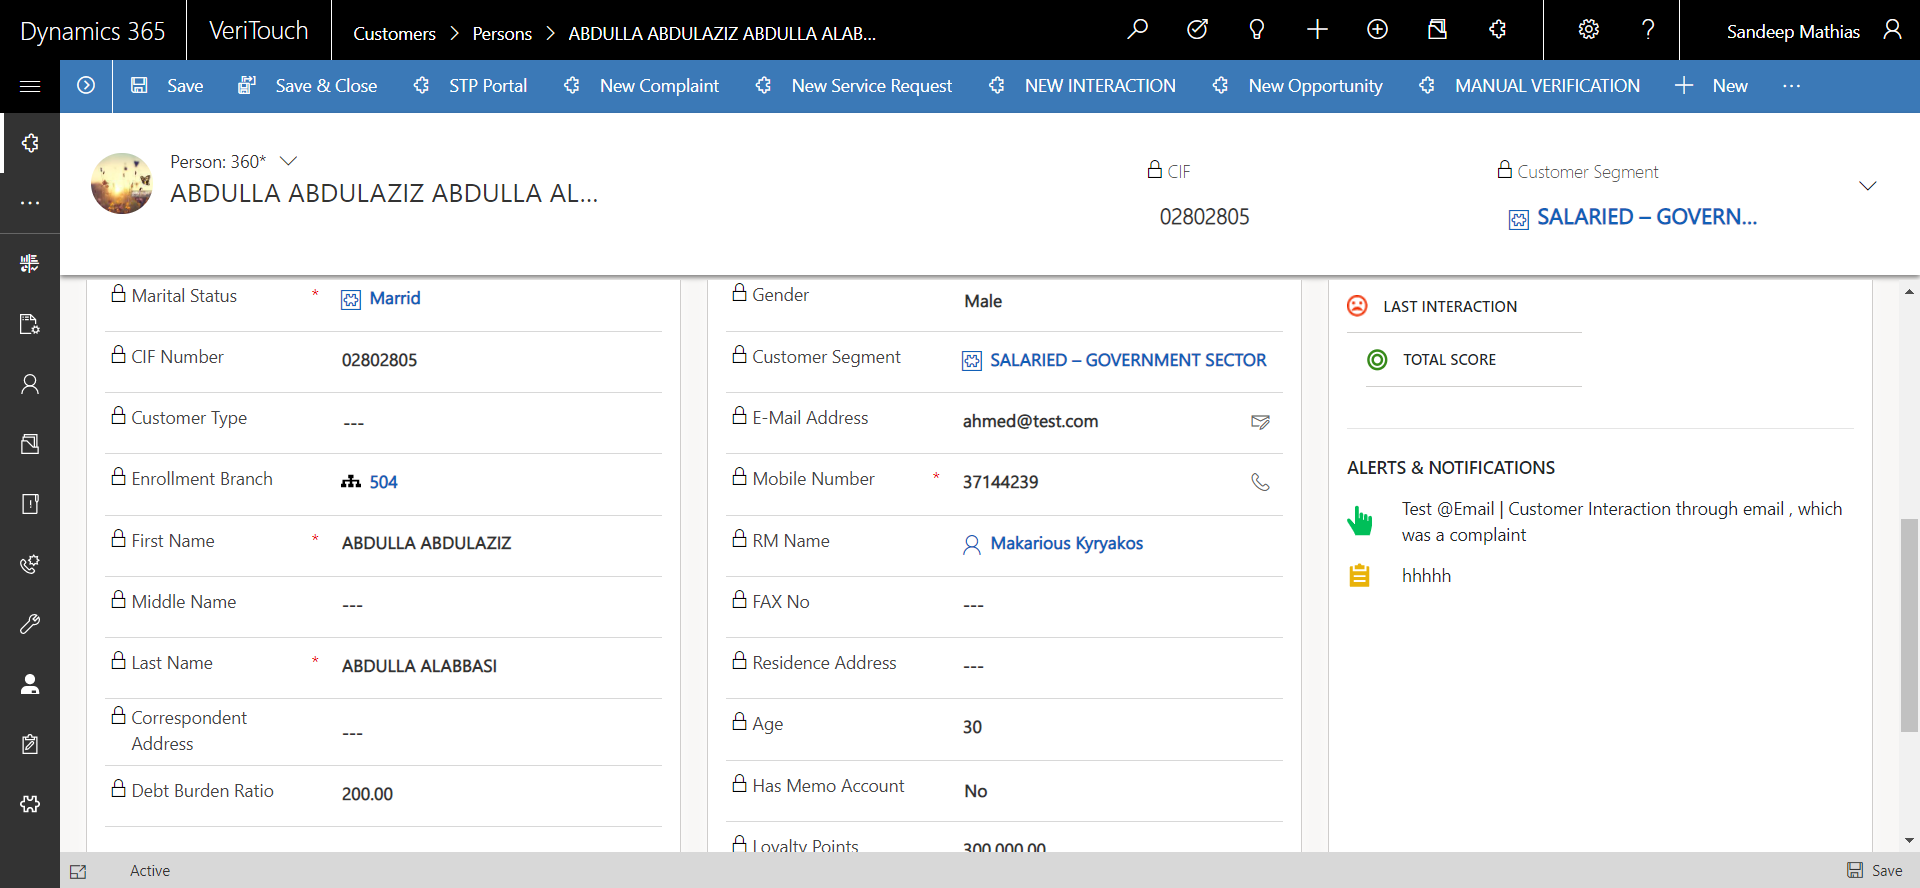 Dynamics 365
VeriTouch
Customers > Persons > ABDULLA ABDULAZIZ ABDULLA ALAB...
Sandeep Mathias
Save
Save & Close
STP Portal
New Complaint
New Service Request
NEW INTERACTION
New Opportunity
MANUAL VERIFICATION
New
Person: 360*
ABDULLA ABDULAZIZ ABDULLA AL...
CIF
02802805
Customer Segment
SALARIED – GOVERN...
Marital Status * Marrid
CIF Number 02802805
Customer Type ---
Enrollment Branch 504
First Name * ABDULLA ABDULAZIZ
Middle Name ---
Last Name * ABDULLA ALABBASI
Correspondent
Address ---
Debt Burden Ratio 200.00
Gender Male
Customer Segment SALARIED – GOVERNMENT SECTOR
E-Mail Address ahmed@test.com
Mobile Number * 37144239
RM Name Makarious Kyryakos
FAX No ---
Residence Address ---
Age 30
Has Memo Account No
Loyalty Points 300,000.00
LAST INTERACTION
TOTAL SCORE
ALERTS & NOTIFICATIONS
Test @Email | Customer Interaction through email , which
was a complaint
hhhhh
Active
Save